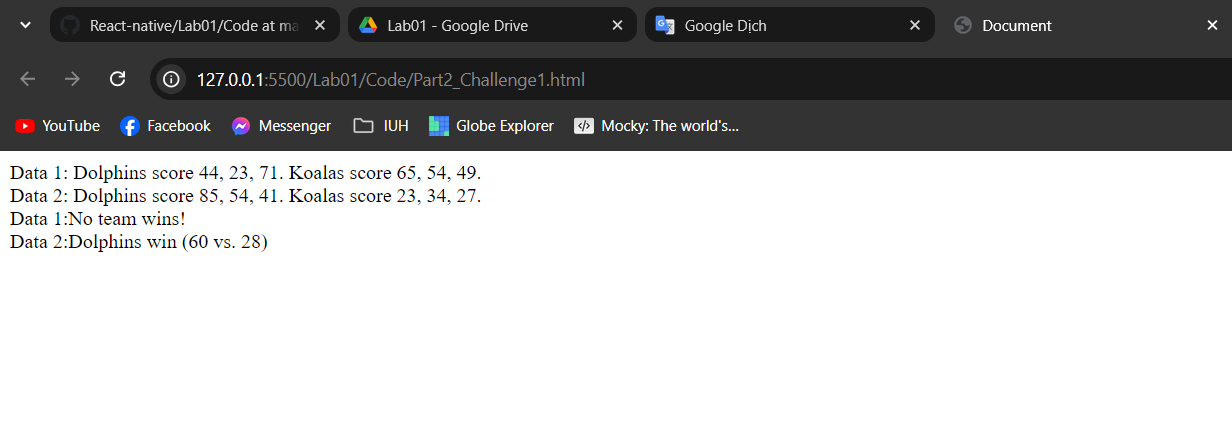 React-native/Lab01/Code at ma
Lab01 - Google Drive
Google Dịch
Document
127.0.0.1:5500/Lab01/Code/Part2_Challenge1.html
YouTube
Facebook
Messenger
IUH
Globe Explorer
Mocky: The world's...
Data 1: Dolphins score 44, 23, 71. Koalas score 65, 54, 49.
Data 2: Dolphins score 85, 54, 41. Koalas score 23, 34, 27.
Data 1:No team wins!
Data 2:Dolphins win (60 vs. 28)